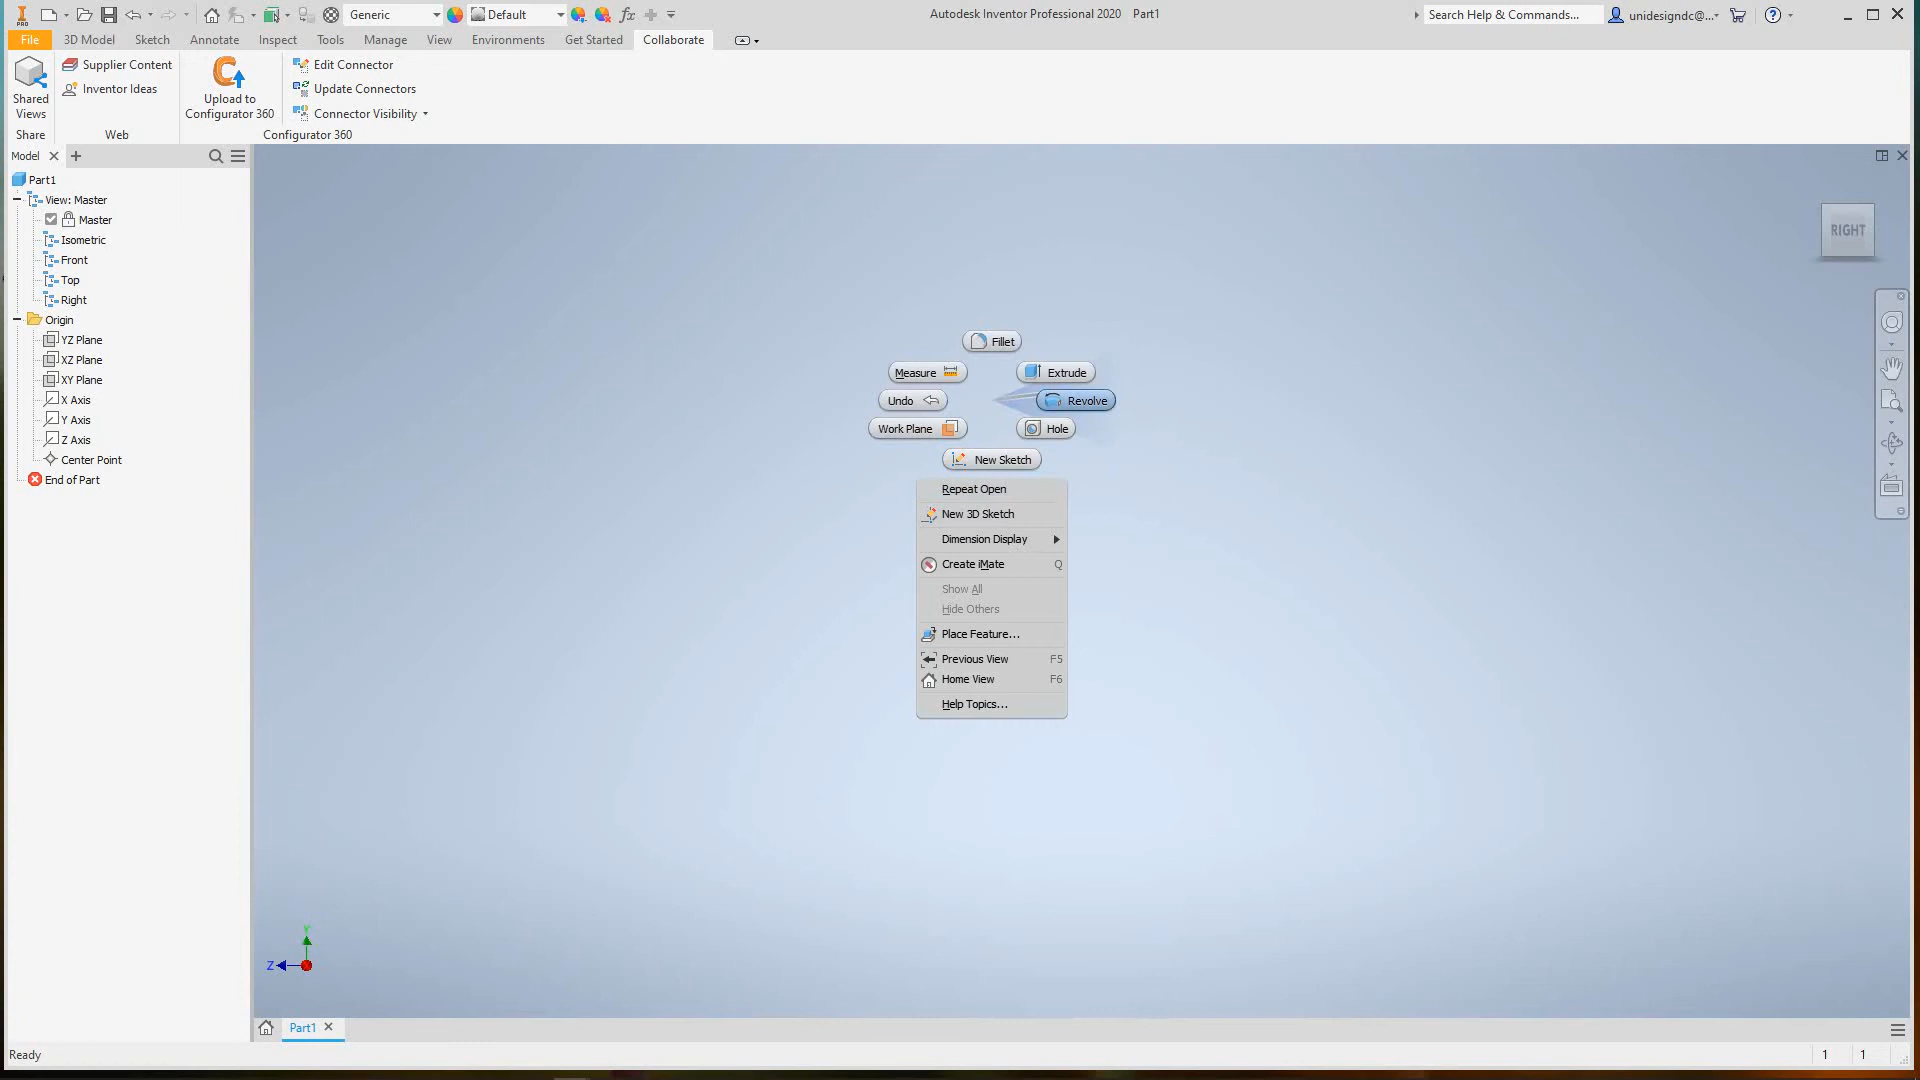 PRO
Generic
Default
Autodesk Inventor Professional 2020 Part1
Search Help & Commands...
unidesigndc@...
File
3D Model
Sketch
Annotate
Inspect
Tools
Manage
View
Environments
Get Started
Collaborate
Shared
Views
Supplier Content
Inventor Ideas
Upload to
Configurator 360
Edit Connector
Update Connectors
Connector Visibility
Share
Web
Configurator 360
Model
Part1
View: Master
Master
Isometric
Front
Top
Right
Origin
YZ Plane
XZ Plane
XY Plane
X Axis
Y Axis
Z Axis
Center Point
End of Part
RIGHT
Fillet
Measure
Extrude
Undo
Revolve
Work Plane
Hole
New Sketch
Repeat Open
New 3D Sketch
Dimension Display
Create iMate Q
Show All
Hide Others
Place Feature...
Previous View F5
Home View F6
Help Topics...
Y
Z
Part1
Ready
1 1